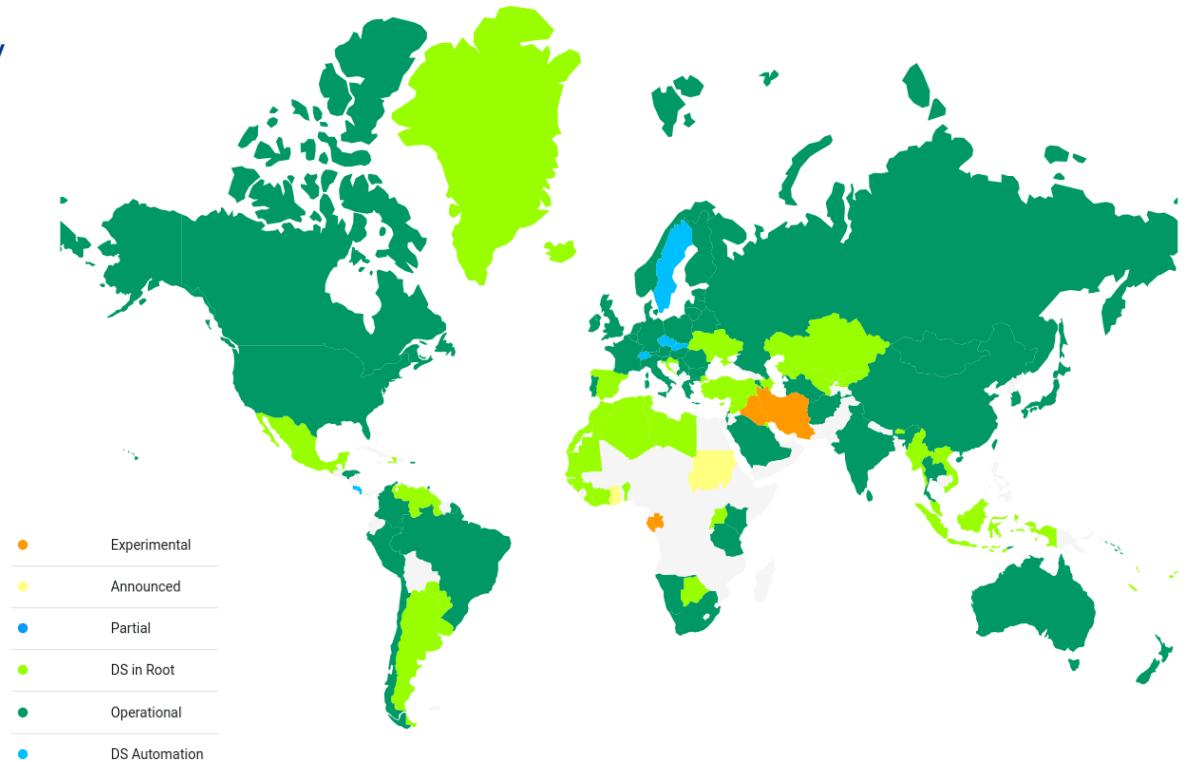 Experimental
Announced
Partial
DS in Root
Operational
DS Automation